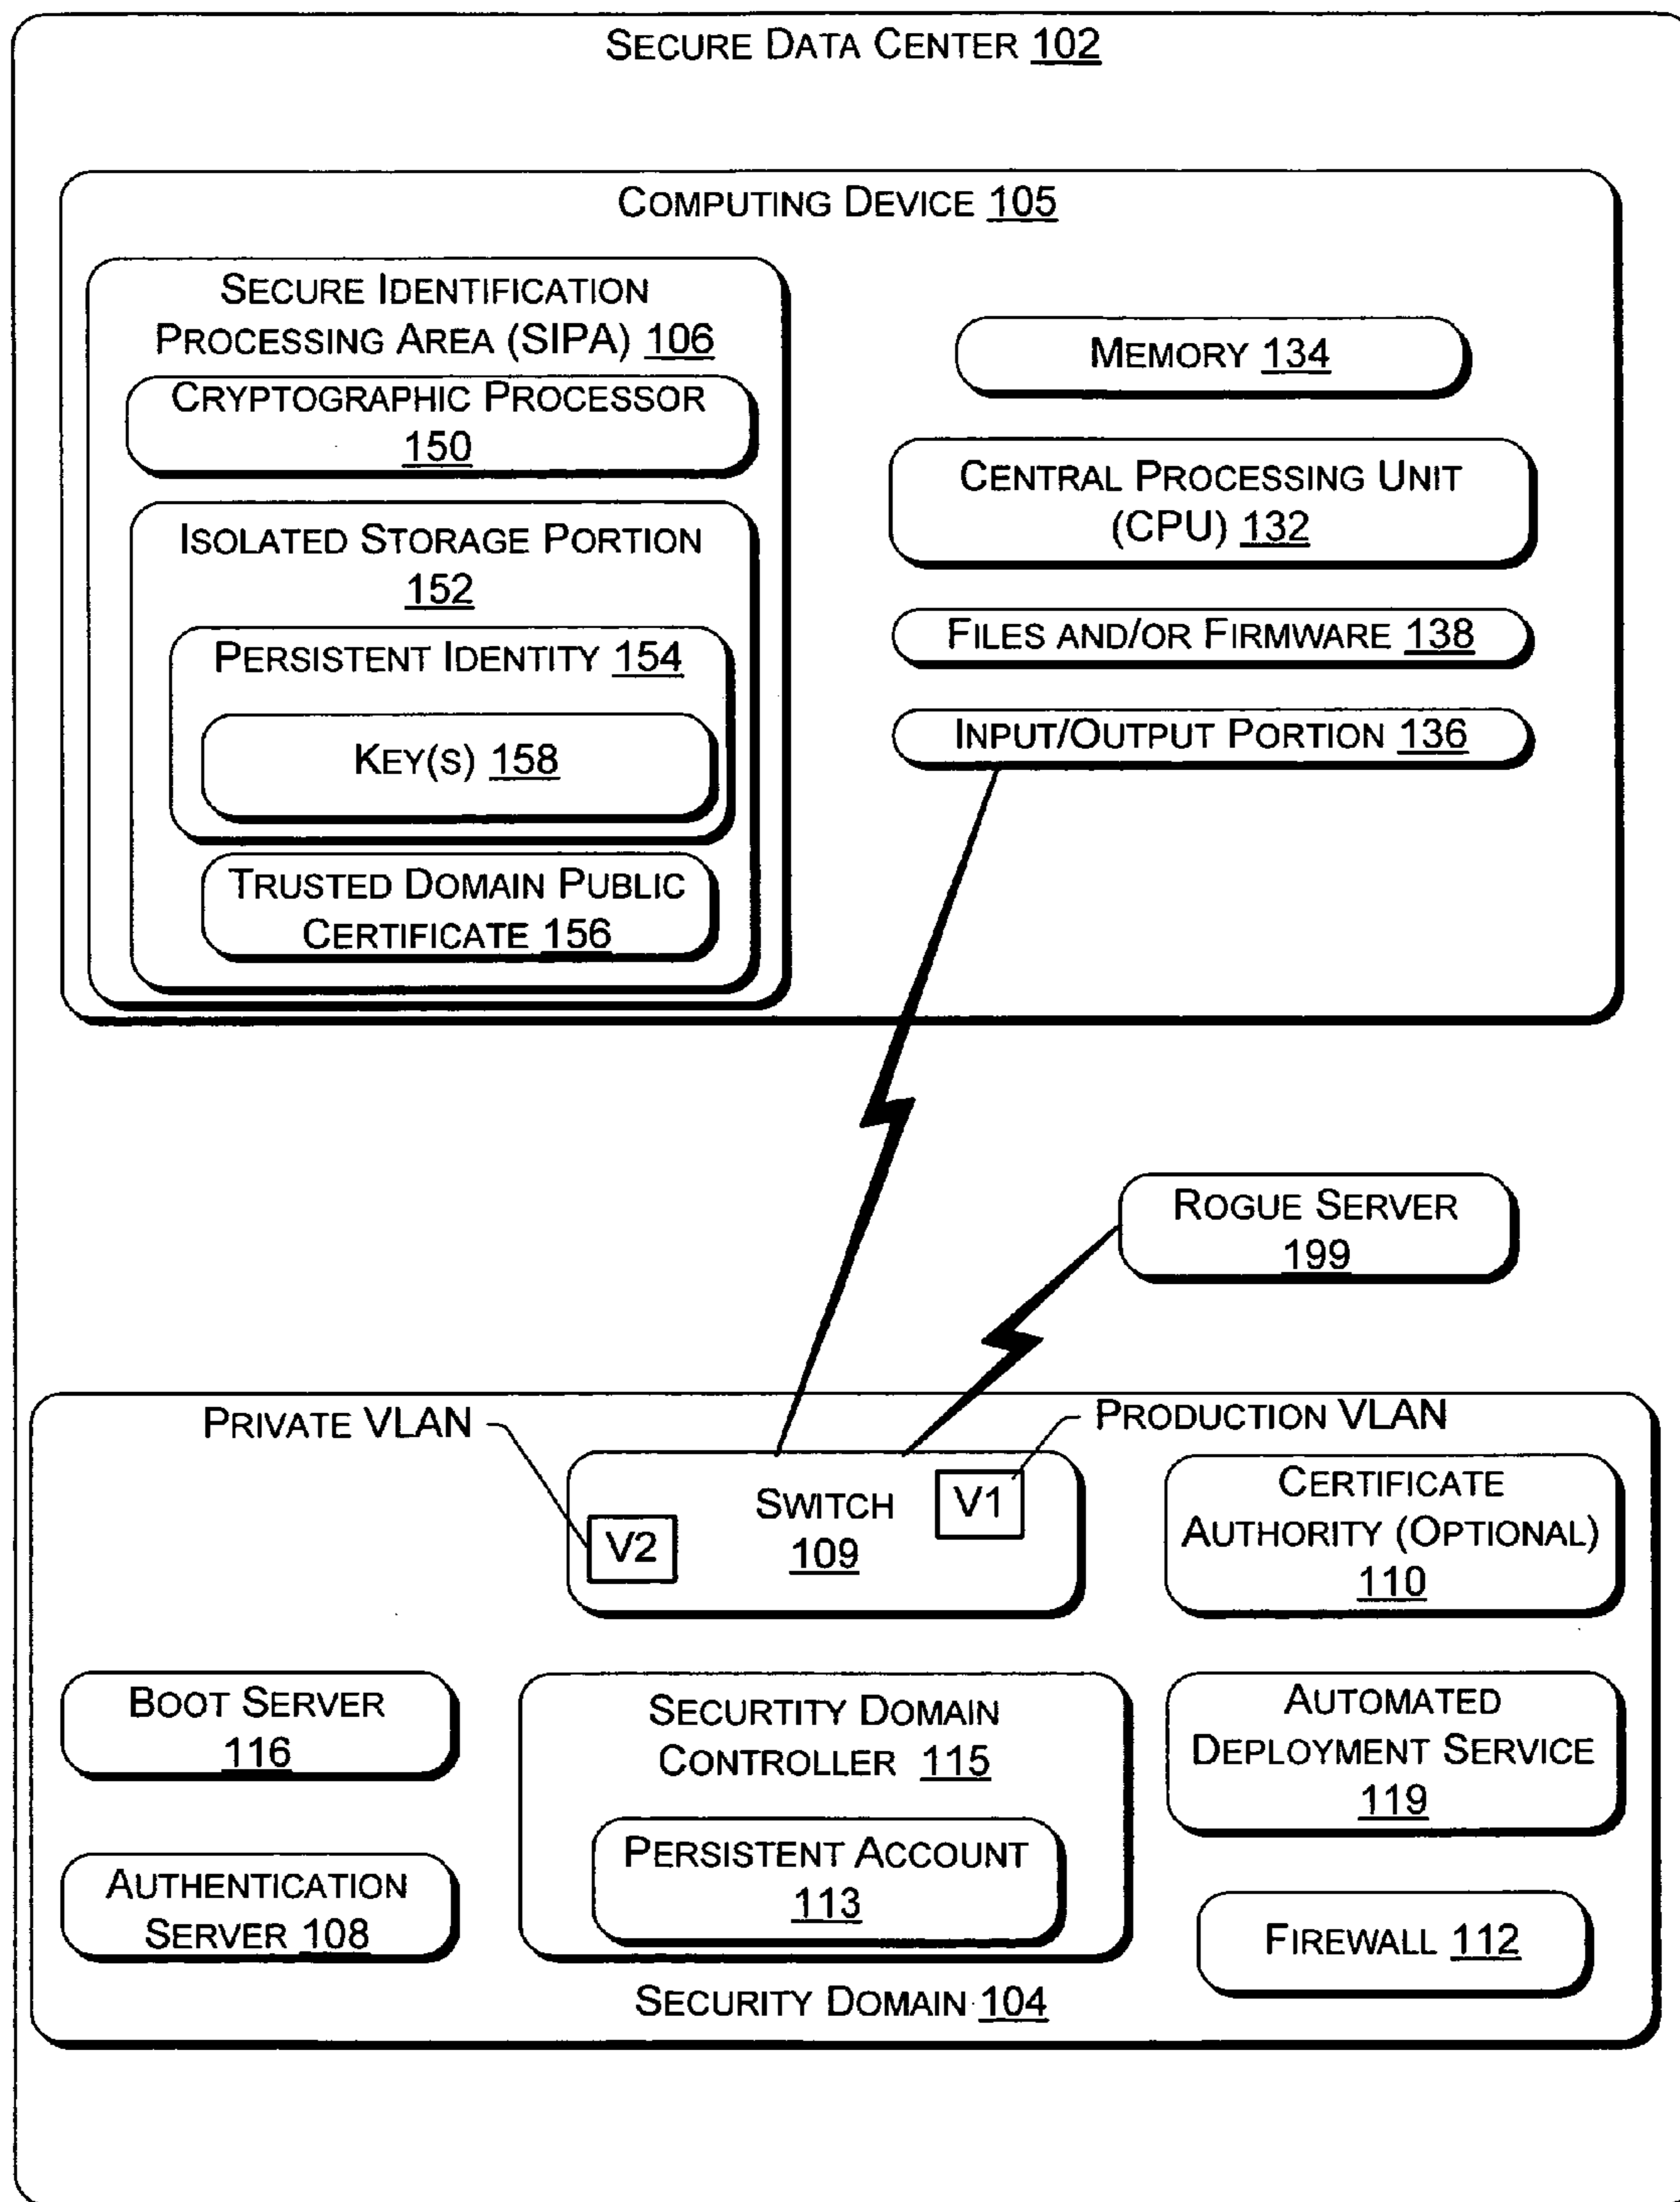 SECURE DATA CENTER 102
COMPUTING DEVICE 105
SECURE IDENTIFICATION
PROCESSING AREA (SIPA) 106
CRYPTOGRAPHIC PROCESSOR
150
ISOLATED STORAGE PORTION
152
PERSISTENT IDENTITY 154
KEY(S) 158
TRUSTED DOMAIN PUBLIC
CERTIFICATE 156
MEMORY 134
CENTRAL PROCESSING UNIT
(CPU) 132
FILES AND/OR FIRMWARE 138
INPUT/OUTPUT PORTION 136
ROGUE SERVER
199
PRIVATE VLAN
PRODUCTION VLAN
SWITCH
109
V1
V2
CERTIFICATE
AUTHORITY (OPTIONAL)
110
BOOT SERVER
116
SECURTITY DOMAIN
CONTROLLER 115
PERSISTENT ACCOUNT
113
AUTOMATED
DEPLOYMENT SERVICE
119
AUTHENTICATION
SERVER 108
FIREWALL 112
SECURITY DOMAIN 104